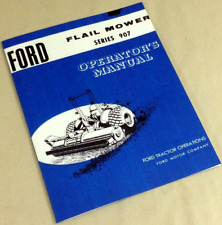 FORD
FLAIL MOWER
SERIES 907
OPERATOR'S
MANUAL
FORD TRACTOR OPERATIONS
FORD MOTOR COMPANY